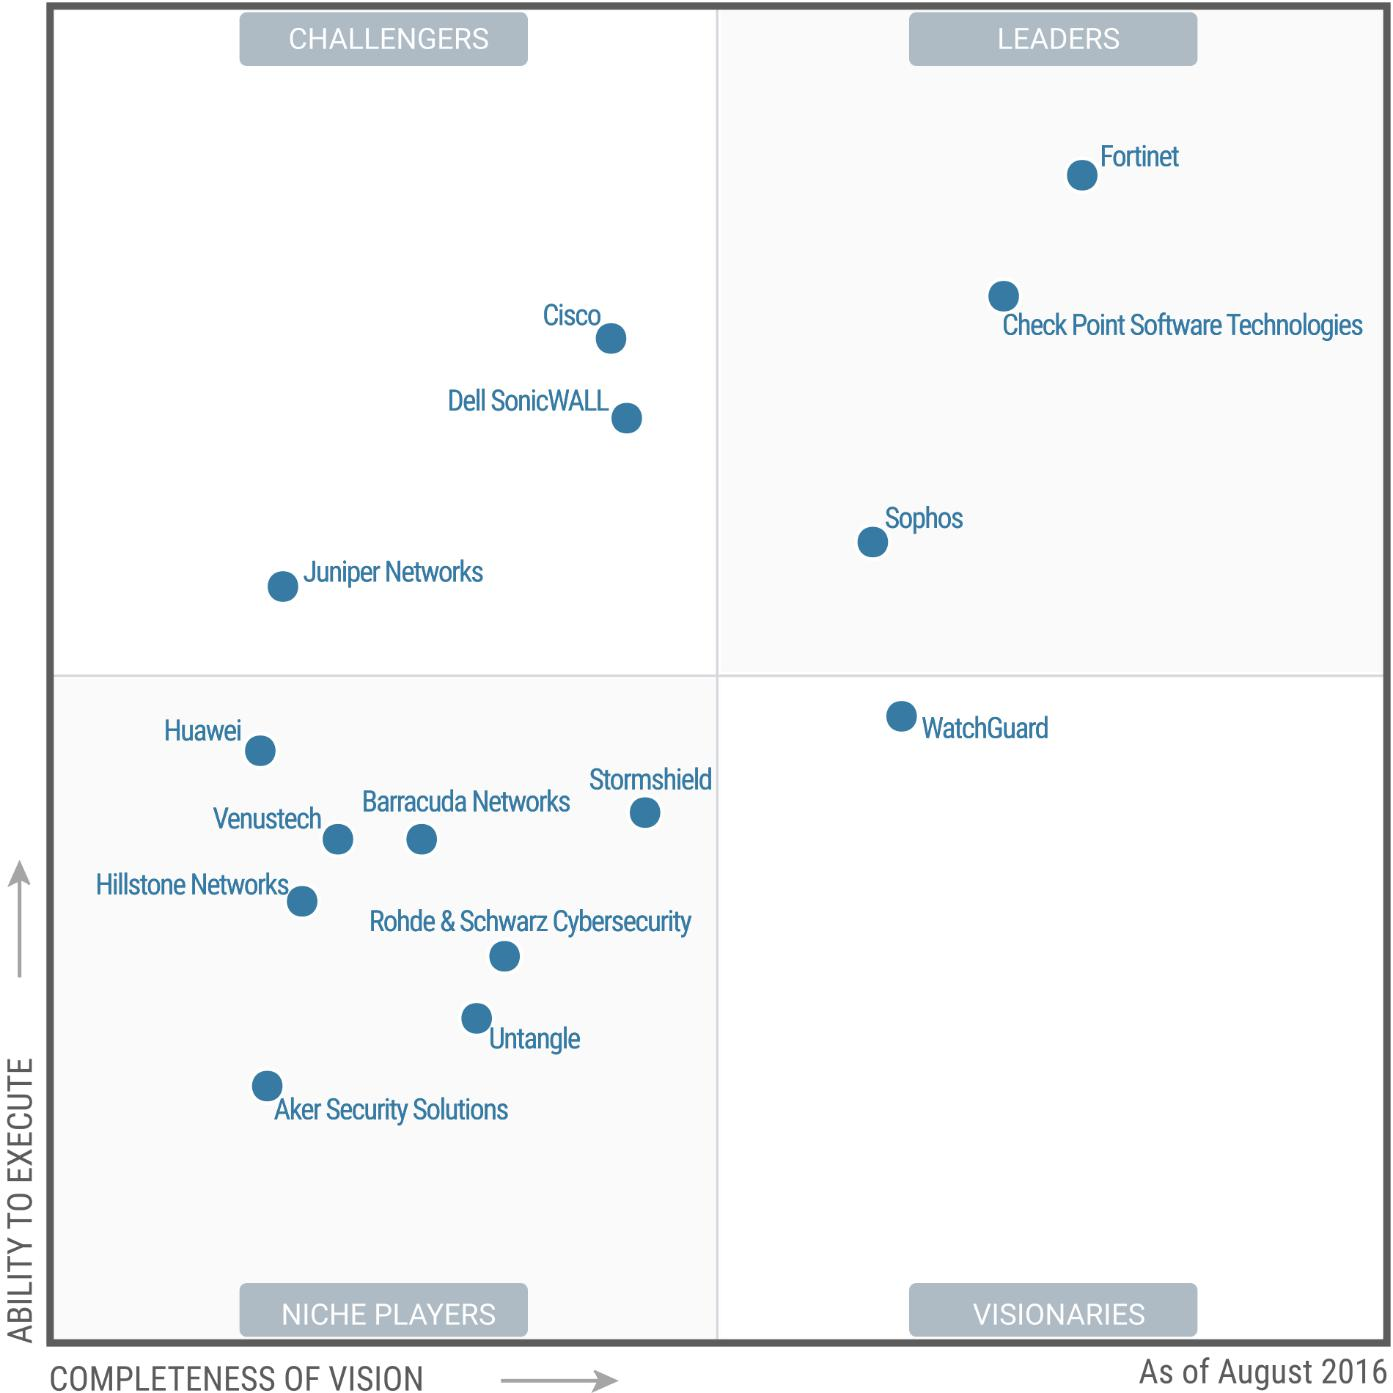 CHALLENGERS
LEADERS
Fortinet
Cisco
Check Point Software Technologies
Dell SonicWALL
Sophos
Juniper Networks
Huawei
WatchGuard
Stormshield
Barracuda Networks
Venustech
Hillstone Networks
Rohde & Schwarz Cybersecurity
Untangle
Aker Security Solutions
ABILITY TO EXECUTE
NICHE PLAYERS
VISIONARIES
COMPLETENESS OF VISION
As of August 2016